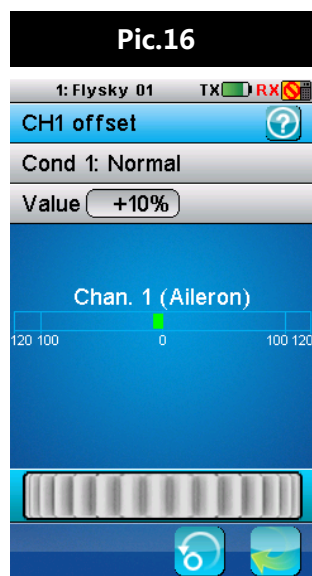 Pic.16
1: Flysky 01 TX RX
CH1 offset ?
Cond 1: Normal
Value +10%
Chan. 1 (Aileron)
120 100 0 100 120